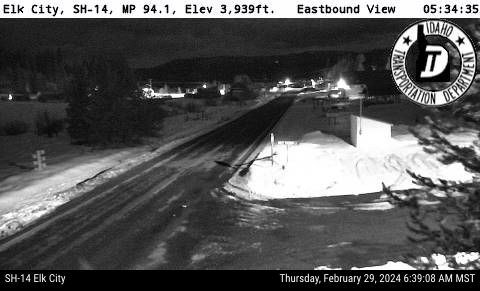 Elk City, SH-14, MP 94.1, Elev 3,939ft. Eastbound View 05:34:35
IDAHO
TRANSPORTATION DEPARTMENT
SH-14 Elk City Thursday, February 29, 2024 6:39:08 AM MST